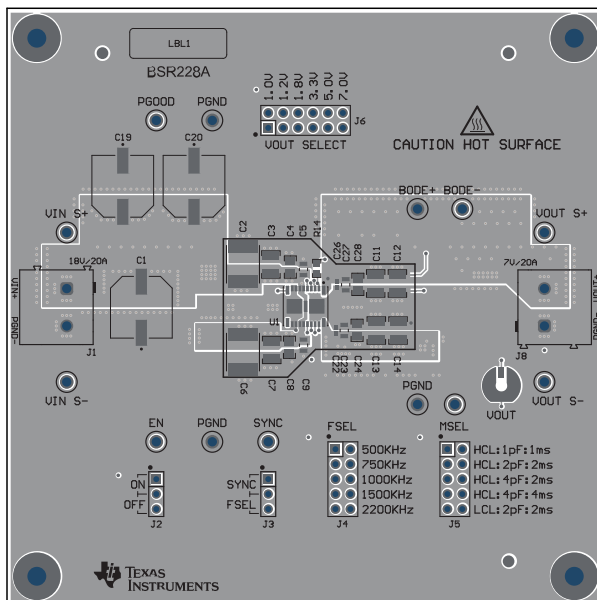 LBL1
BSR228A
PGOOD PGND
1.0V
1.2V
1.8V
3.3V
5.0V
7.0V
J6
VOUT SELECT
CAUTION HOT SURFACE
C19
C20
BODE+ BODE-
VIN S+
VOUT S+
C2
C3
C4
C5
R14
C26
C27
C28
C11
C12
18V/20A
C1
7V/20A
VIN+
PGND-
VOUT+
PGND-
U1
J1
J8
C6
C7
C8
C9
C22
C23
C24
C13
C14
VIN S-
PGND
VOUT
VOUT S-
EN PGND SYNC
FSEL
MSEL
ON
OFF
J2
SYNC
FSEL
J3
500KHz
750KHz
1000KHz
1500KHz
2200KHz
J4
HCL:1pF:1ms
HCL:2pF:2ms
HCL:4pF:2ms
HCL:4pF:4ms
LCL:2pF:2ms
J5
TEXAS
INSTRUMENTS